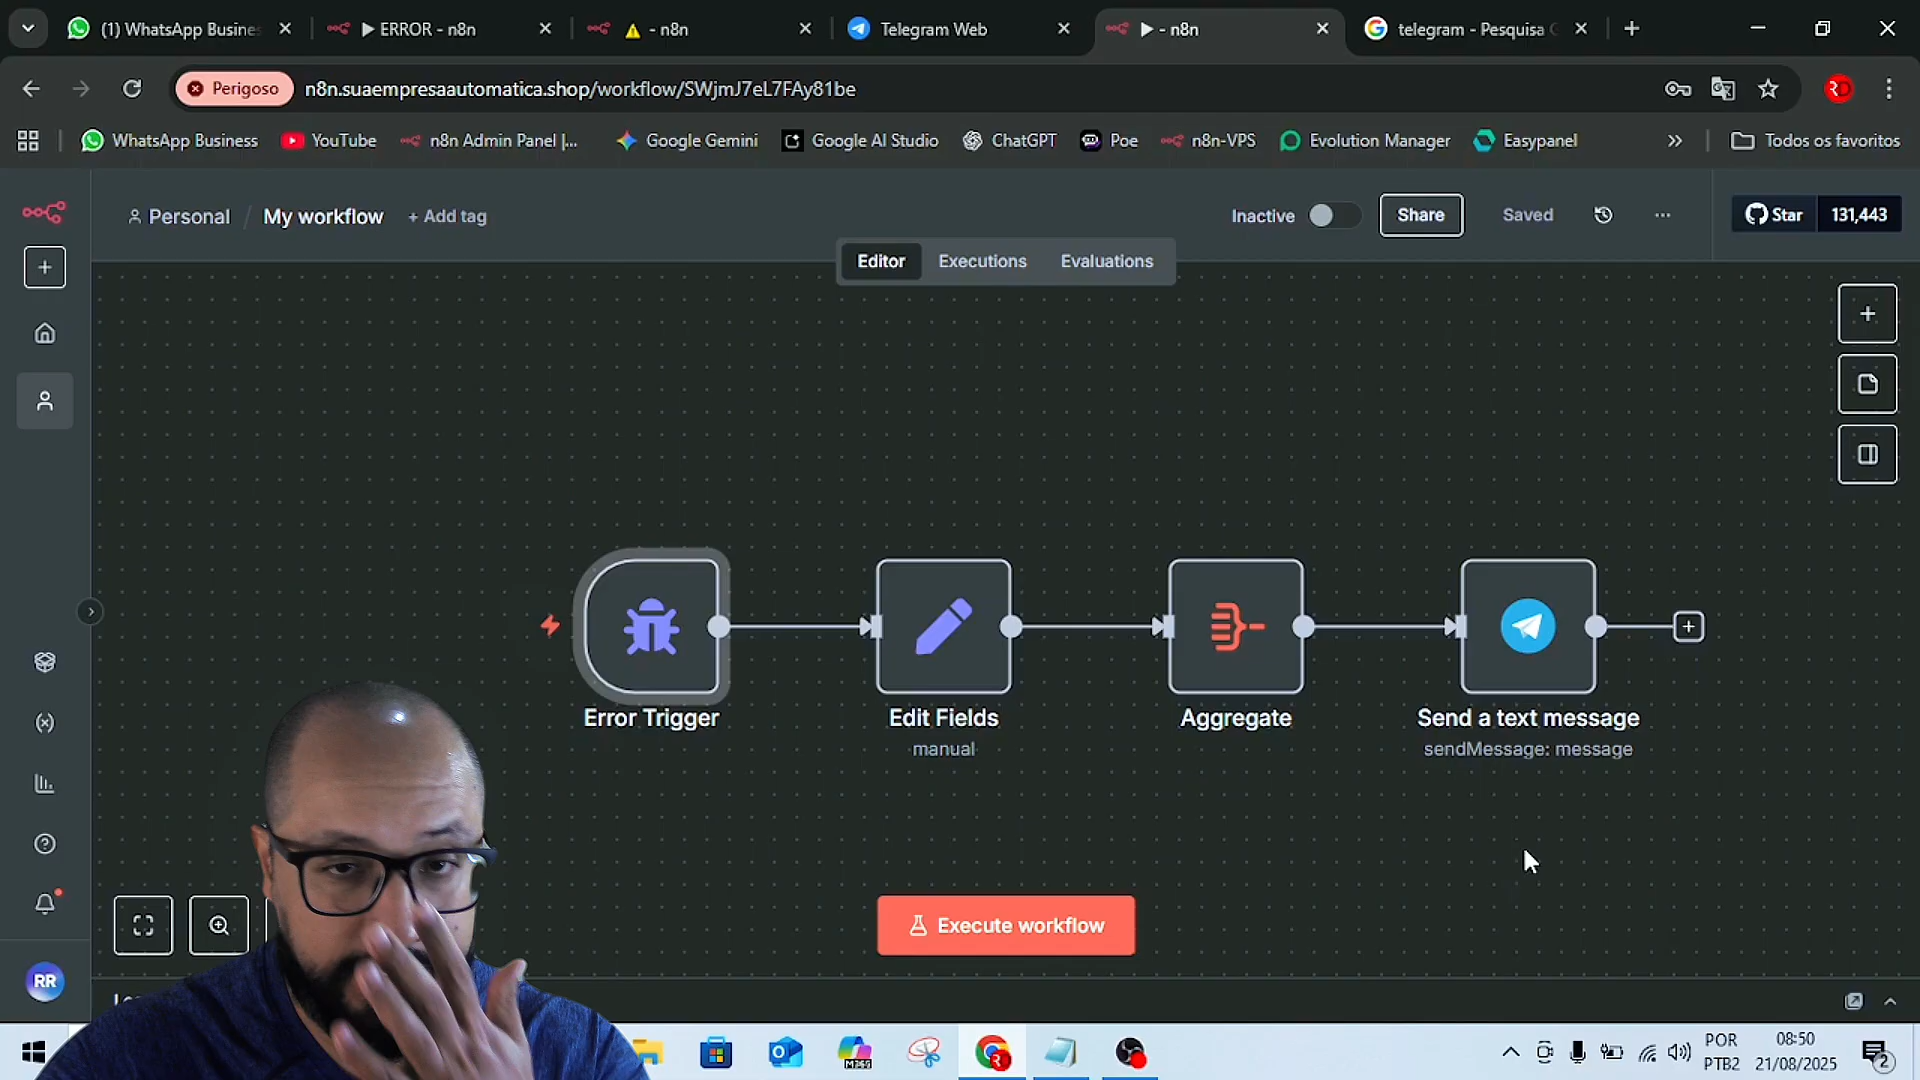 (1) WhatsApp Busine
ERROR - n8n
- n8n
Telegram Web
- n8n
telegram - Pesquisa
Perigoso
n8n.suaempresaautomatica.shop/workflow/SWjmJ7eL7FAy81be
RD
WhatsApp Business
YouTube
n8n Admin Panel |...
Google Gemini
Google AI Studio
ChatGPT
Poe
n8n-VPS
Evolution Manager
Easypanel
Todos os favoritos
Personal / My workflow + Add tag
Inactive
Share
Saved
Star 131,443
Editor Executions Evaluations
Error Trigger
Edit Fields
manual
Aggregate
Send a text message
sendMessage: message
Execute workflow
RR
POR
PTB2
08:50
21/08/2025
2